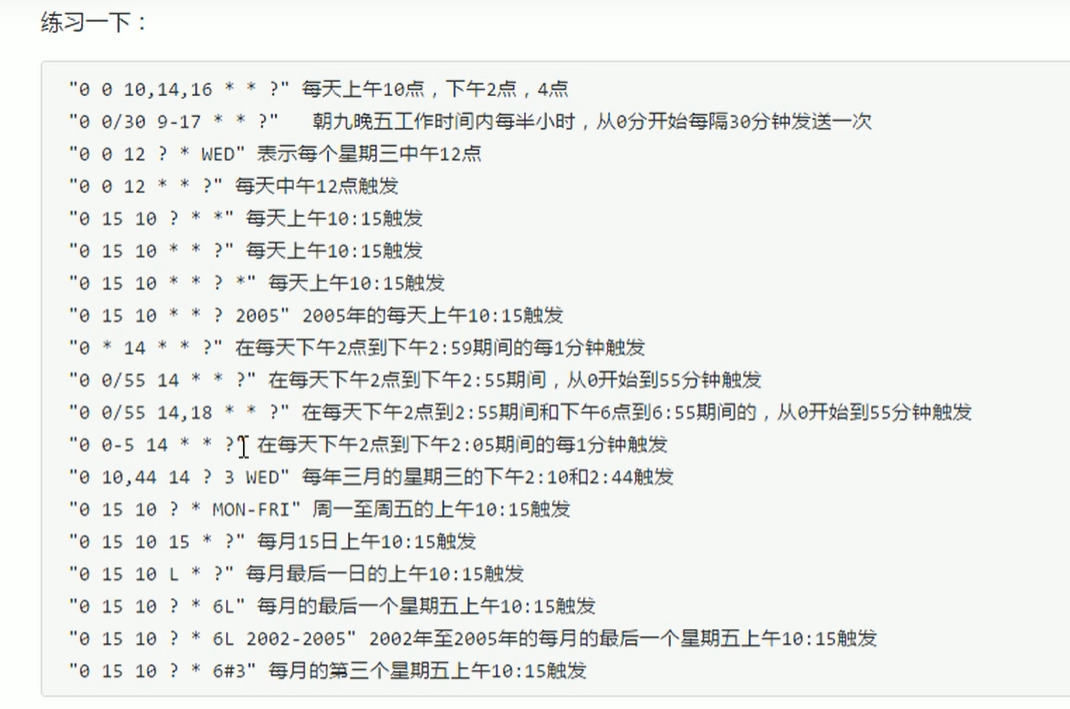 练习一下：
"0 0 10,14,16 * * ?" 每天上午10点，下午2点，4点
"0 0/30 9-17 * * ?" 朝九晚五工作时间内每半小时，从0分开始每隔30分钟发送一次
"0 0 12 ? * WED" 表示每个星期三中午12点
"0 0 12 * * ?" 每天中午12点触发
"0 15 10 ? * *" 每天上午10:15触发
"0 15 10 * * ?" 每天上午10:15触发
"0 15 10 * * ? *" 每天上午10:15触发
"0 15 10 * * ? 2005" 2005年的每天上午10:15触发
"0 * 14 * * ?" 在每天下午2点到下午2:59期间的每1分钟触发
"0 0/55 14 * * ?" 在每天下午2点到下午2:55期间，从0开始到55分钟触发
"0 0/55 14,18 * * ?" 在每天下午2点到2:55期间和下午6点到6:55期间的，从0开始到55分钟触发
"0 0-5 14 * * ?" 在每天下午2点到下午2:05期间的每1分钟触发
"0 10,44 14 ? 3 WED" 每年三月的星期三的下午2:10和2:44触发
"0 15 10 ? * MON-FRI" 周一至周五的上午10:15触发
"0 15 10 15 * ?" 每月15日上午10:15触发
"0 15 10 L * ?" 每月最后一日的上午10:15触发
"0 15 10 ? * 6L" 每月的最后一个星期五上午10:15触发
"0 15 10 ? * 6L 2002-2005" 2002年至2005年的每月的最后一个星期五上午10:15触发
"0 15 10 ? * 6#3" 每月的第三个星期五上午10:15触发